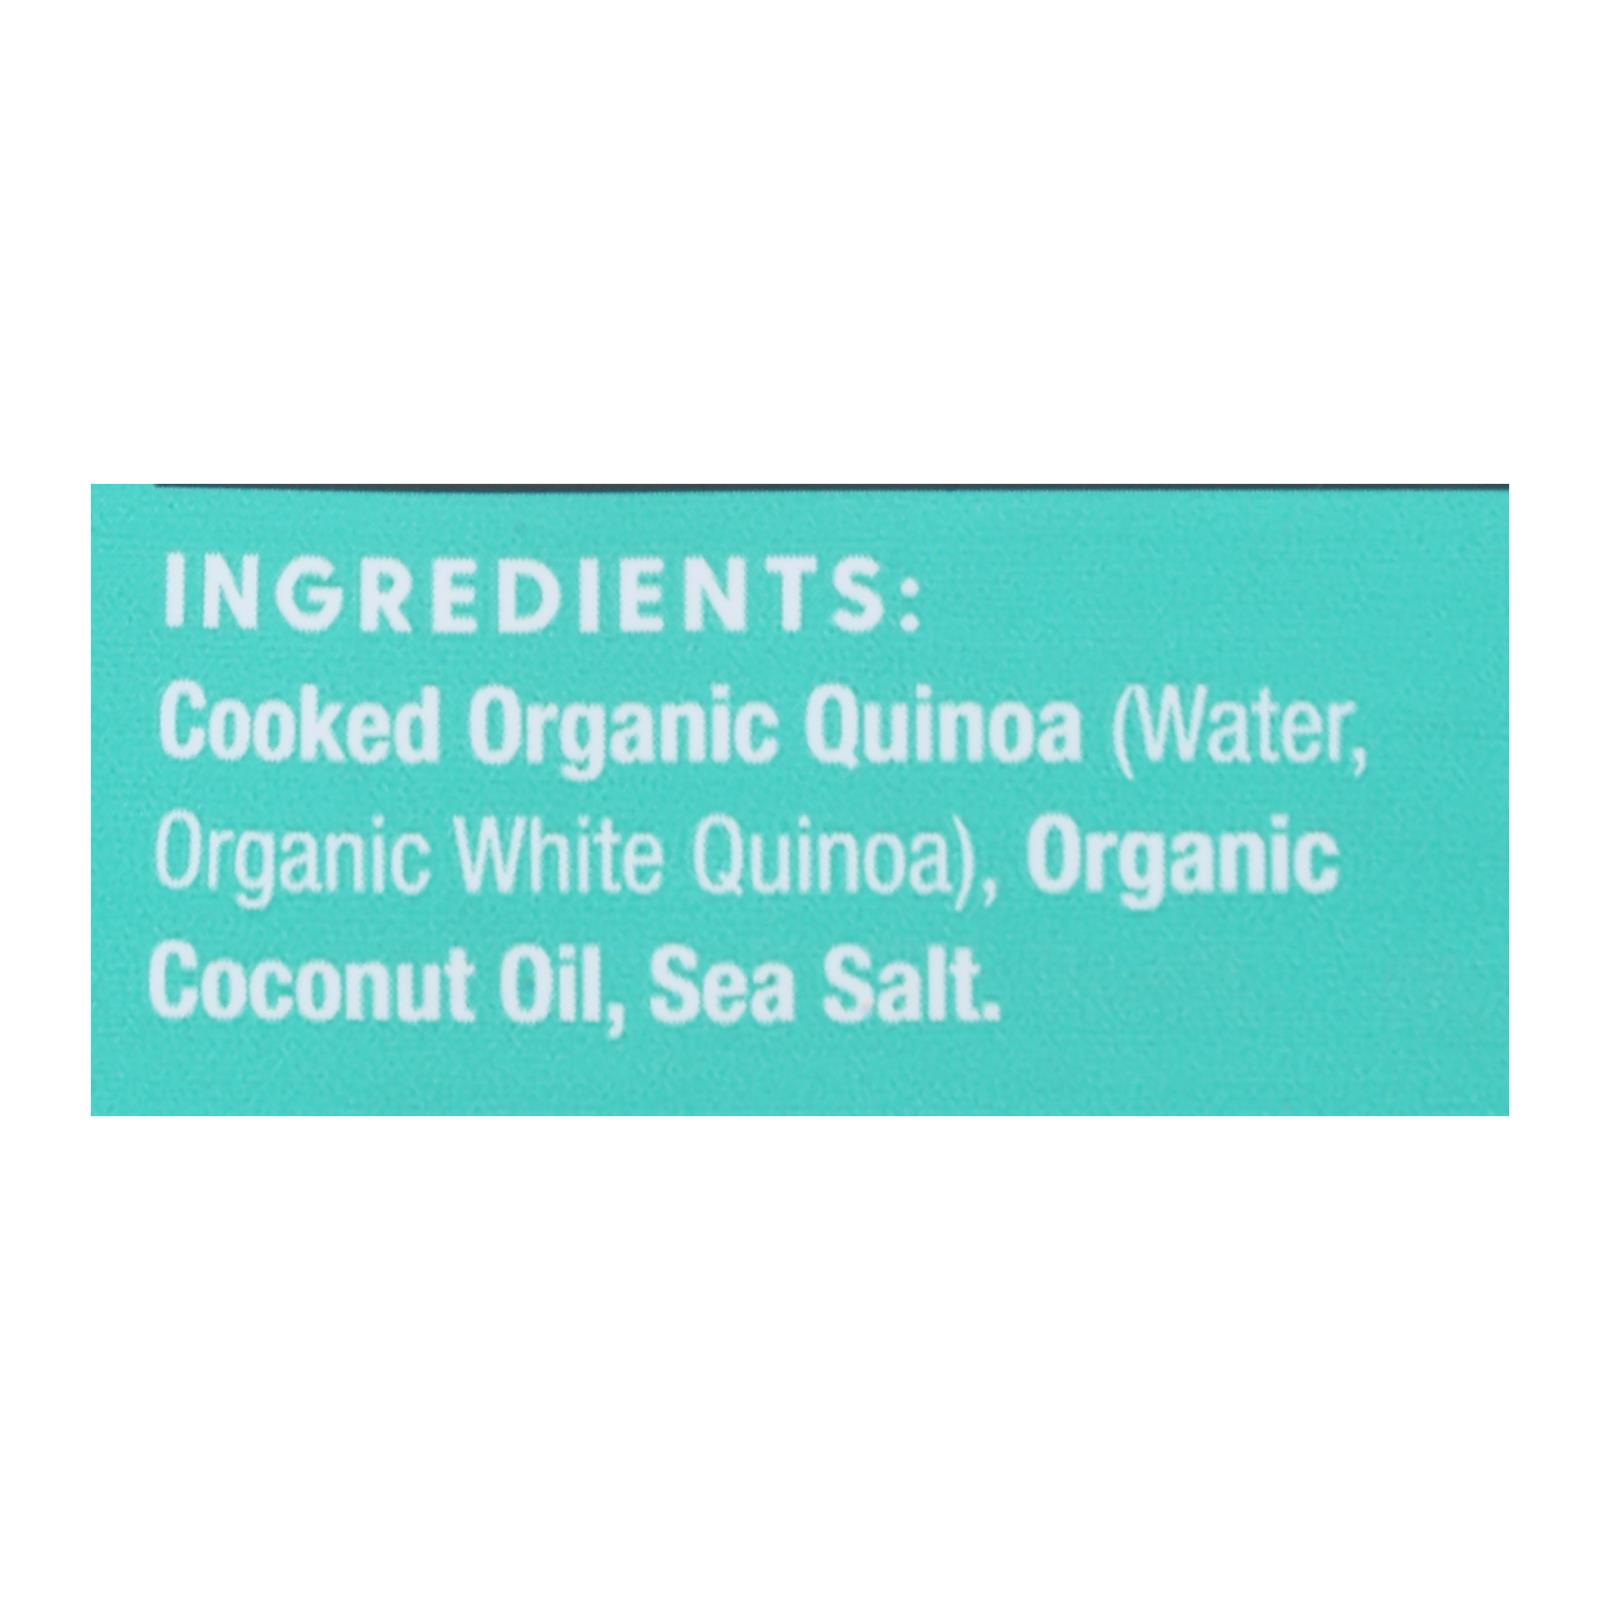 INGREDIENTS:
Cooked Organic Quinoa (Water,
Organic White Quinoa), Organic
Coconut Oil, Sea Salt.